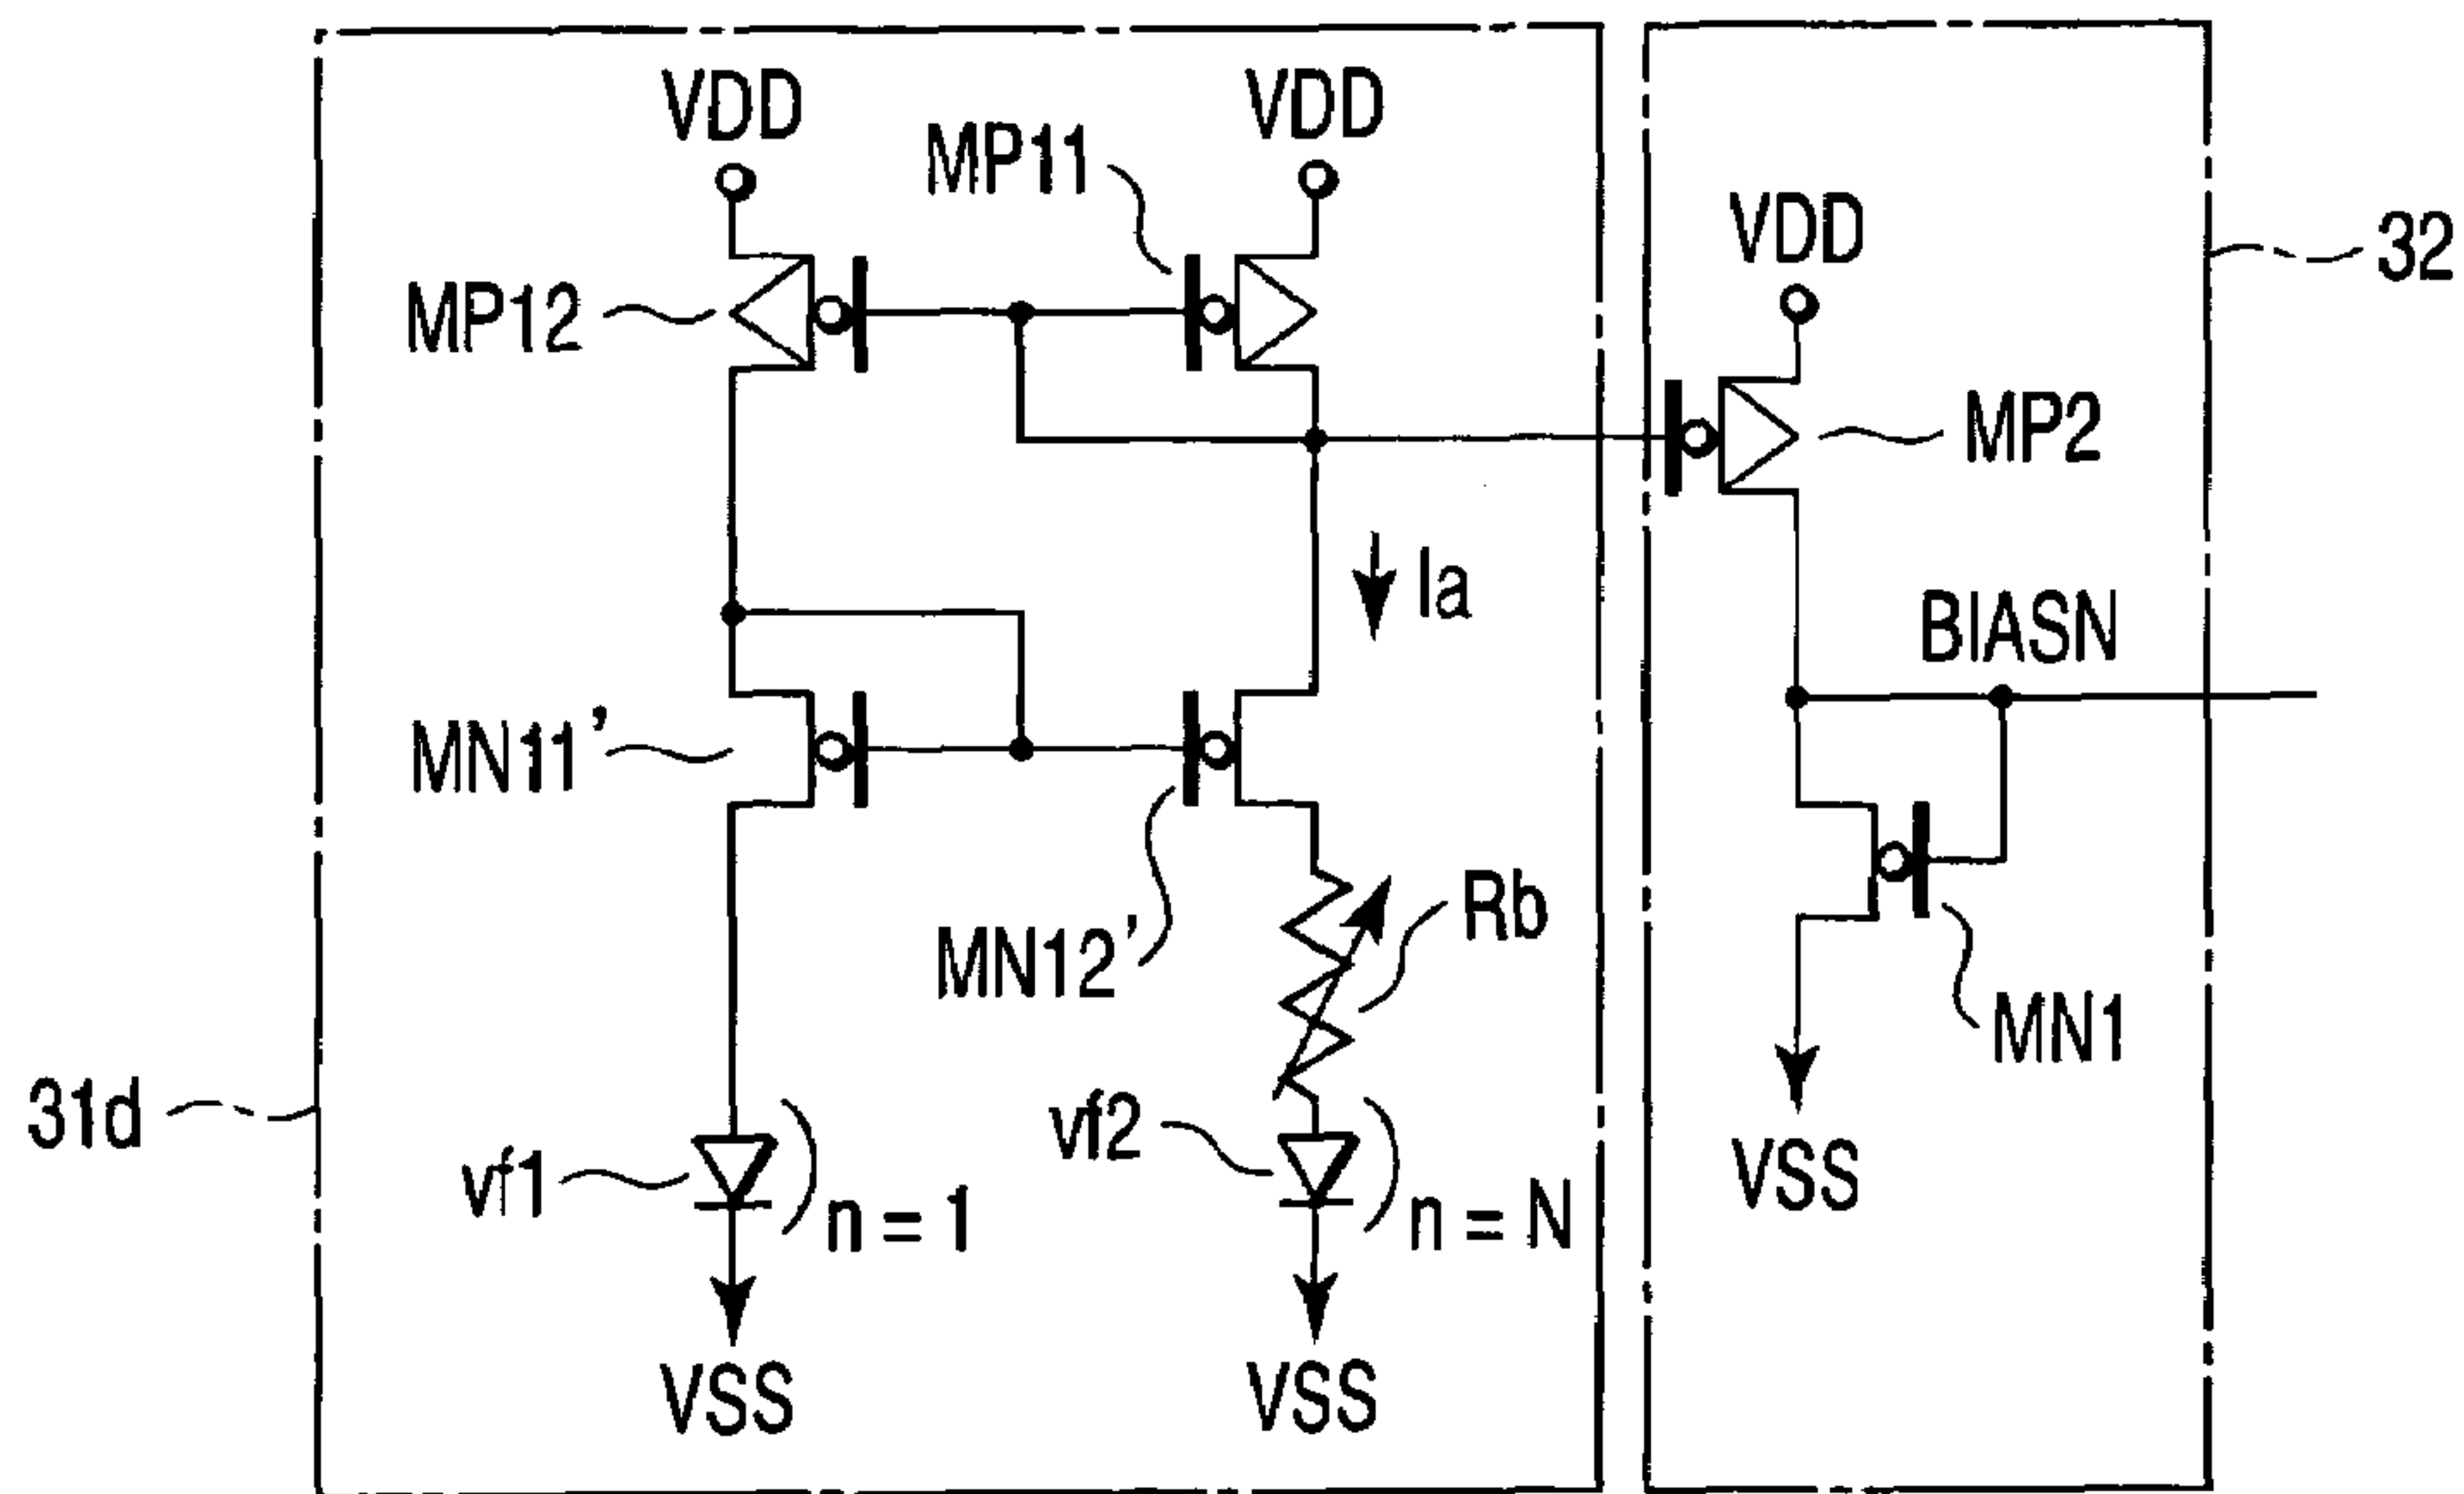 VDD
VDD
MP11
VDD
32
MP12
MP2
Ia
BIASN
MN11’
Rb
MN12’
MN1
31d
vf2
vf1
n = 1
n = N
VSS
VSS
VSS